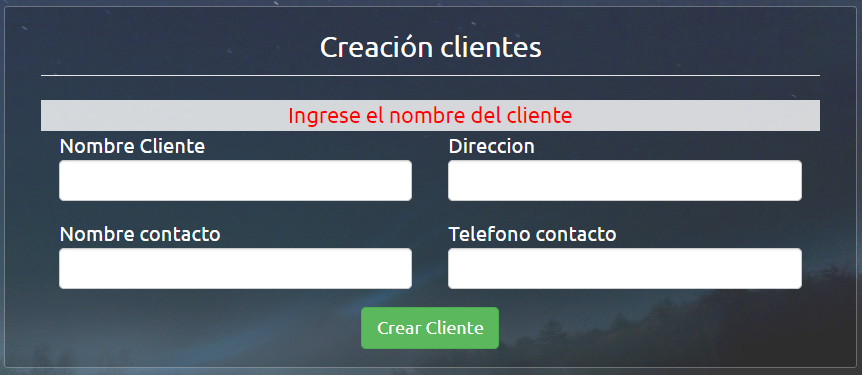 Creación clientes
Ingrese el nombre del cliente
Nombre Cliente
Direccion
Nombre contacto
Telefono contacto
Crear Cliente